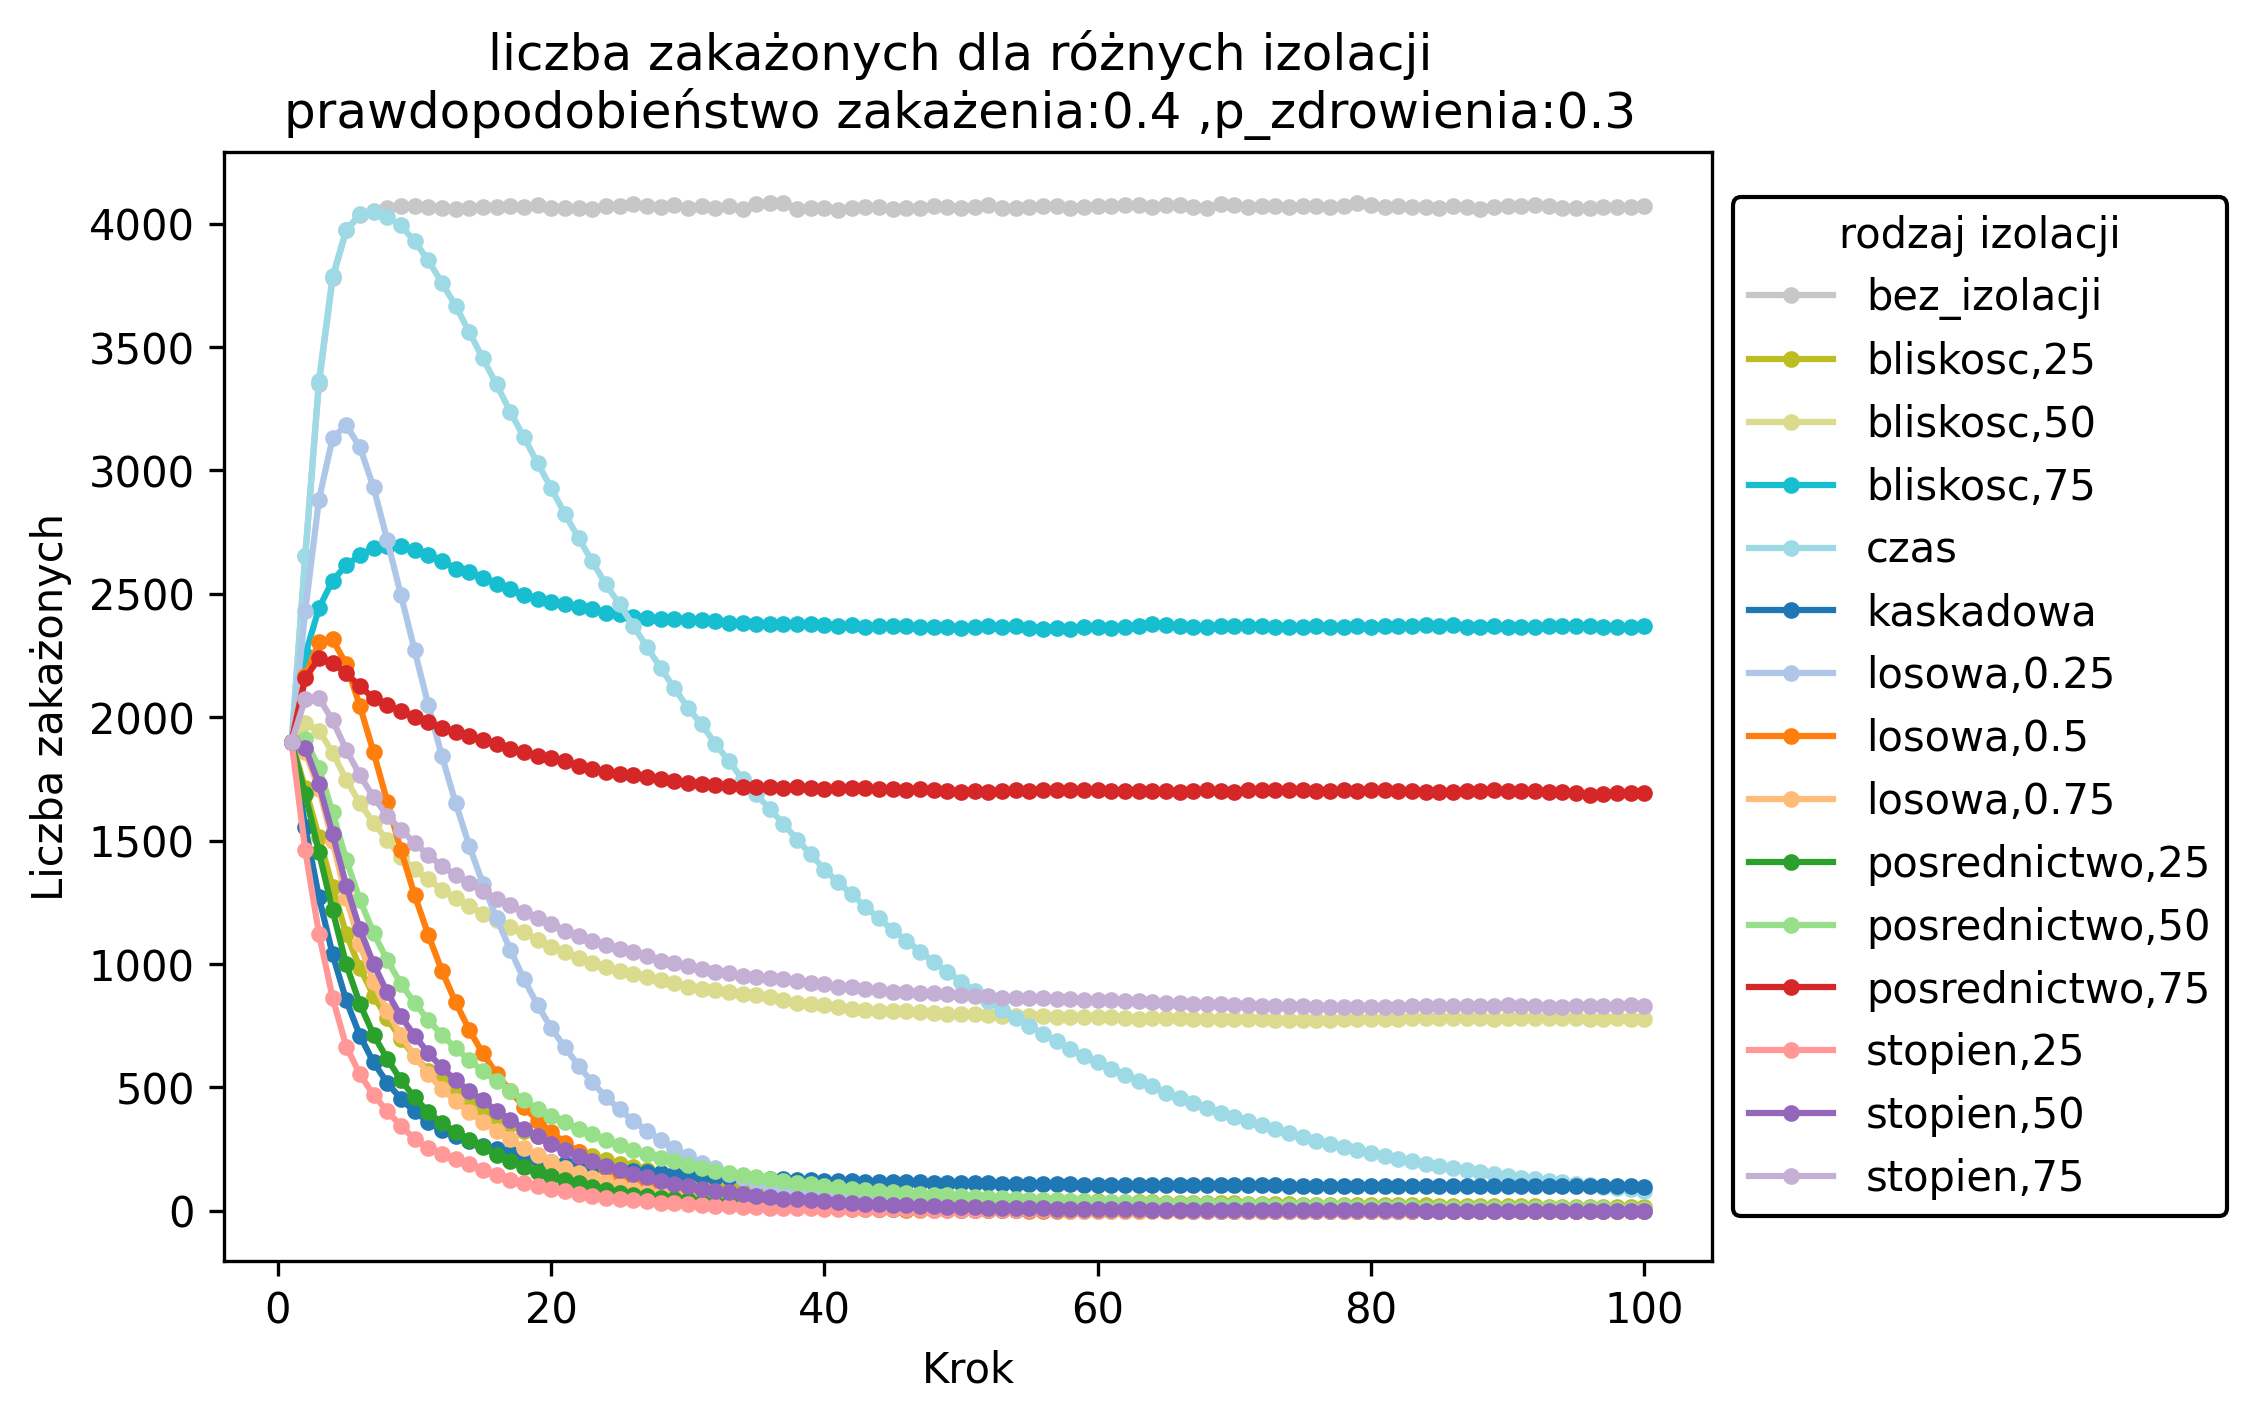 liczba zakażonych dla różnych izolacji
prawdopodobieństwo zakażenia:0.4 ,p_zdrowienia:0.3
Liczba zakażonych
4000
3500
3000
2500
2000
1500
1000
500
0
0 20 40 60 80 100
Krok
rodzaj izolacji
bez_izolacji
bliskosc,25
bliskosc,50
bliskosc,75
czas
kaskadowa
losowa,0.25
losowa,0.5
losowa,0.75
posrednictwo,25
posrednictwo,50
posrednictwo,75
stopien,25
stopien,50
stopien,75